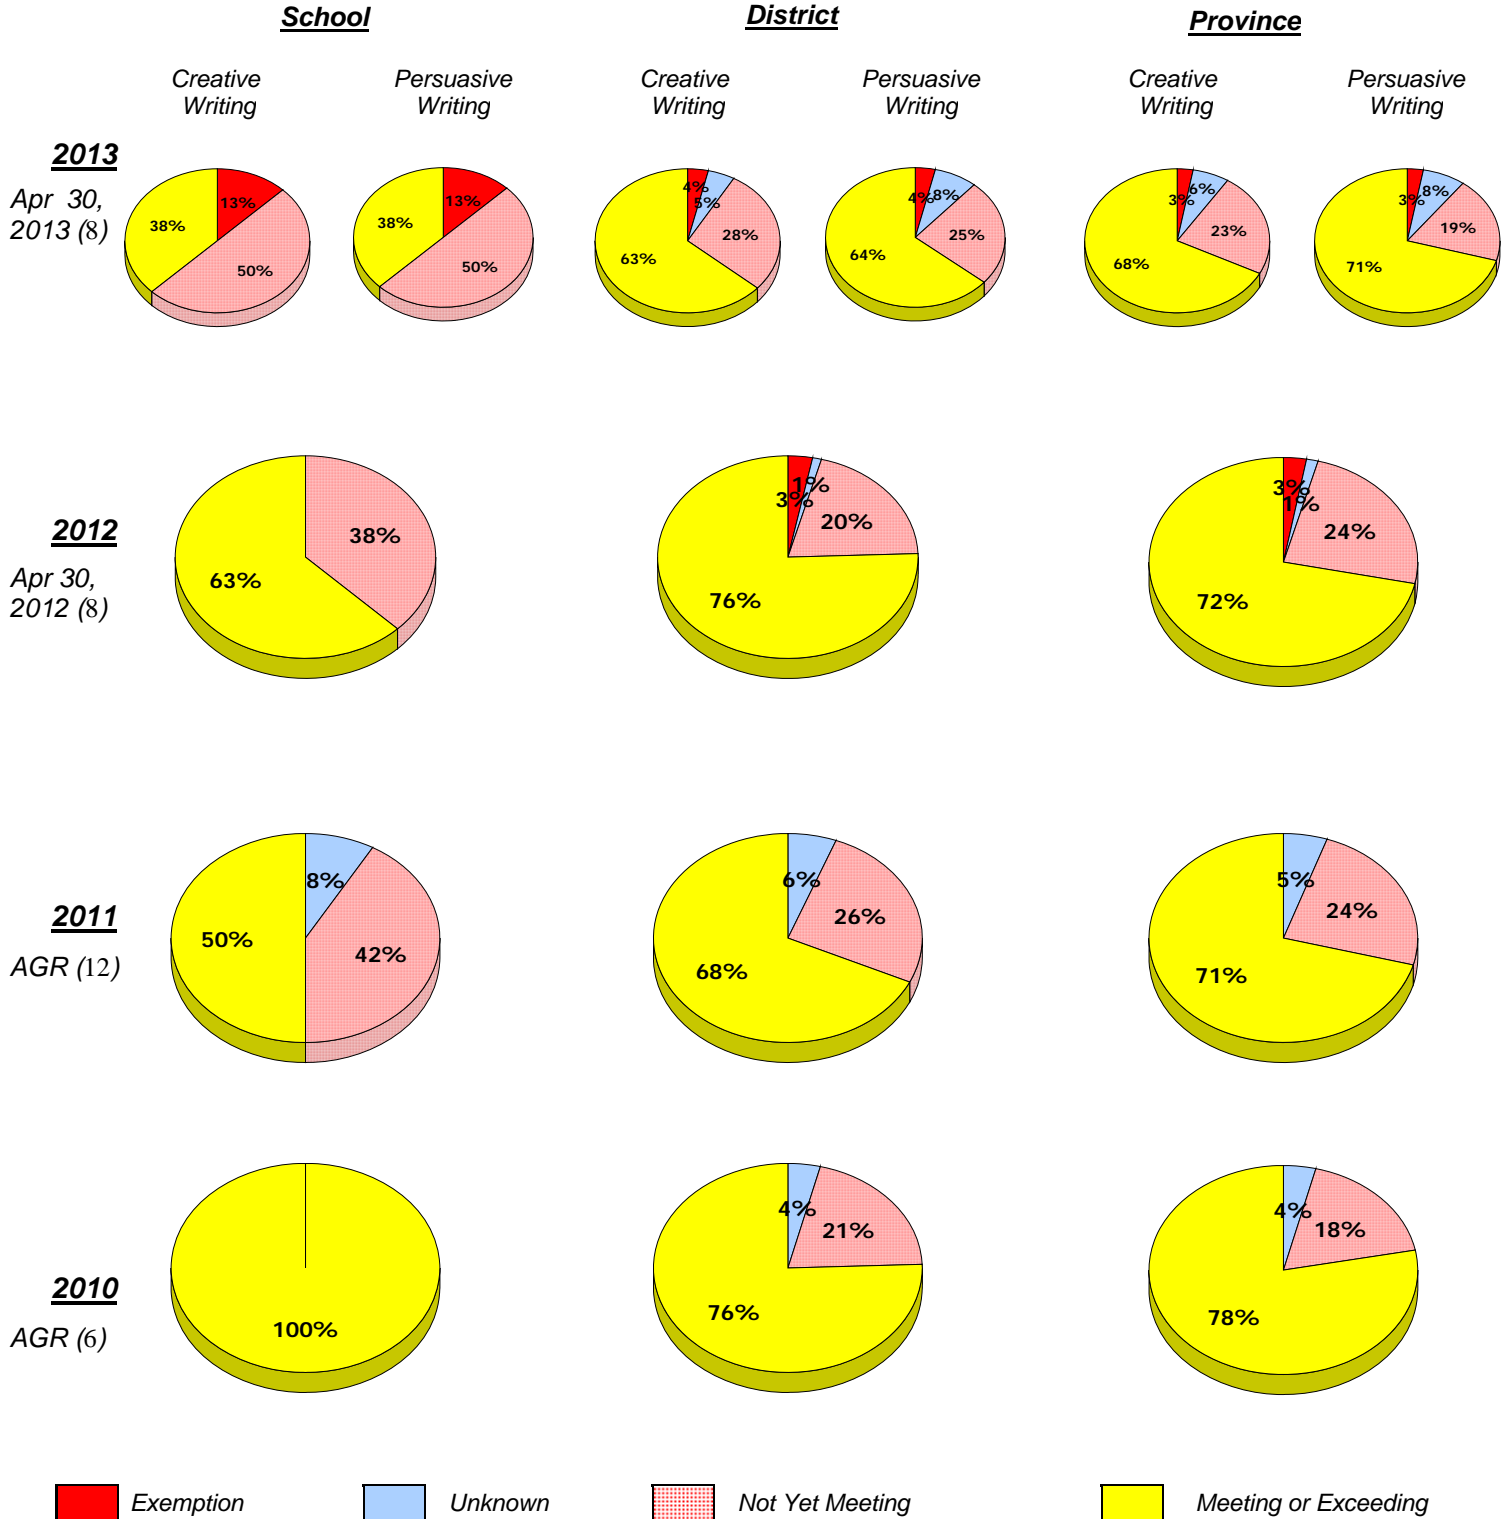 School District Province
Creative Writing Persuasive Writing Creative Writing Persuasive Writing Creative Writing Persuasive Writing
2013
Apr 30,
2013 (8)
38% 13% 50%
38% 13% 50%
4% 5% 28% 63%
4% 8% 25% 64%
3% 6% 23% 68%
3% 8% 19% 71%
2012
Apr 30,
2012 (8)
38% 63%
3% 1% 20% 76%
3% 1% 24% 72%
2011
AGR (12)
8% 50% 42%
6% 26% 68%
5% 24% 71%
2010
AGR (6)
100%
4% 21% 76%
4% 18% 78%
Exemption Unknown Not Yet Meeting Meeting or Exceeding